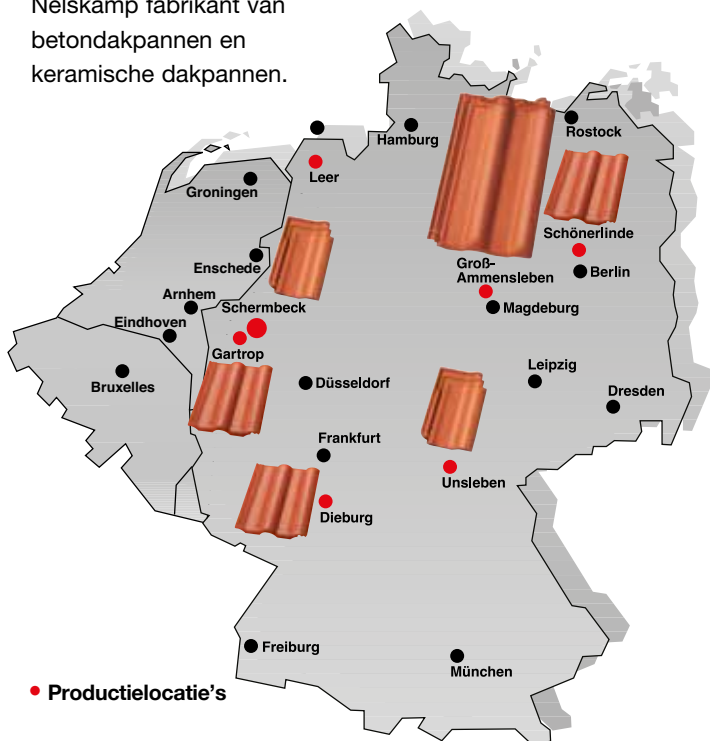 Nelskamp fabrikant van
betondakpannen en
keramische dakpannen.
Hamburg
Rostock
Leer
Groningen
Schönerlinde
Enschede
Groß-
Ammensleben
Berlin
Arnhem
Schermbeck
Magdeburg
Eindhoven
Gartrop
Bruxelles
Düsseldorf
Leipzig
Dresden
Frankfurt
Unsleben
Dieburg
Freiburg
München
Productielocatie's